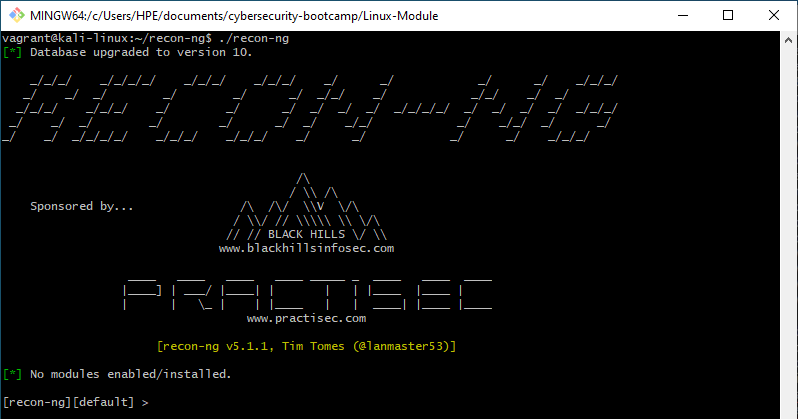 MINGW64:/c/Users/HPE/documents/cybersecurity-bootcamp/Linux-Module
vagrant@kali-linux:~/recon-ng$ ./recon-ng
[*] Database upgraded to version 10.
RECON-NG
Sponsored by...
BLACK HILLS
www.blackhillsinfosec.com
PRACTISEC
www.practisec.com
[recon-ng v5.1.1, Tim Tomes (@lanmaster53)]
[*] No modules enabled/installed.
[recon-ng][default] >